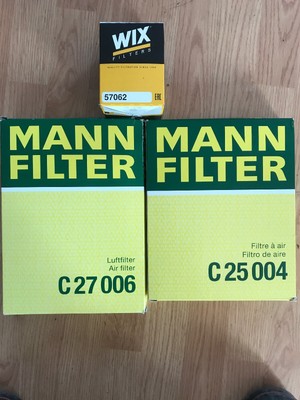 WIX
FILTERS
57062
EAC
MANN
FILTER
Luftfilter
Air filter
C 27 006
MANN
FILTER
Filtre à air
Filtro de aire
C 25 004